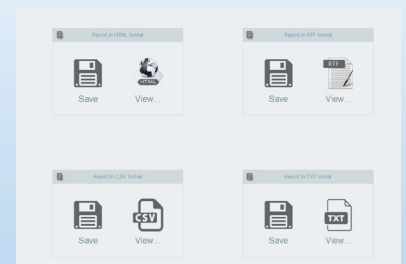 Report in HTML format
Report in RTF format
HTML
RTF
Save
View...
Save
View...
Report in CSV format
Report in TXT format
CSV
TXT
Save
View...
Save
View...